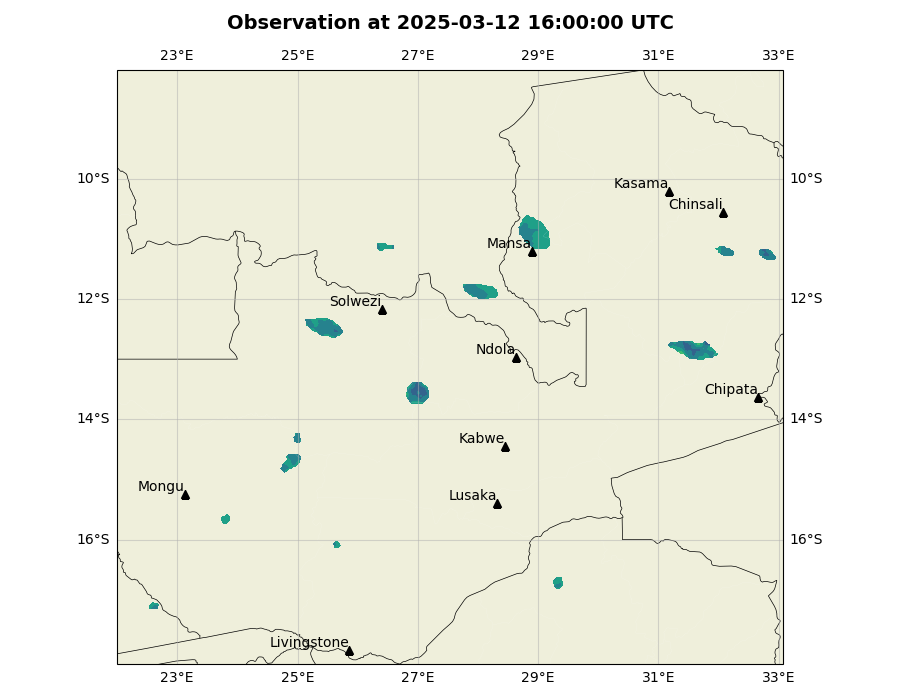 Observation at 2025-03-12 16:00:00 UTC
23°E 25°E 27°E 29°E 31°E 33°E
10°S 10°S
Kasama
Chinsali
Mansa
12°S 12°S
Solwezi
Ndola
Chipata
14°S 14°S
Kabwe
Mongu
Lusaka
16°S 16°S
Livingstone
23°E 25°E 27°E 29°E 31°E 33°E